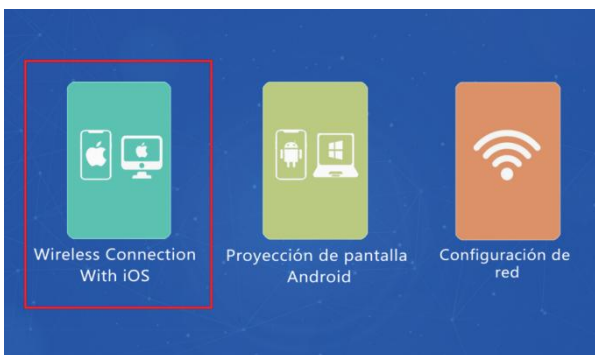 Wireless Connection
With iOS
Proyección de pantalla
Android
Configuración de
red